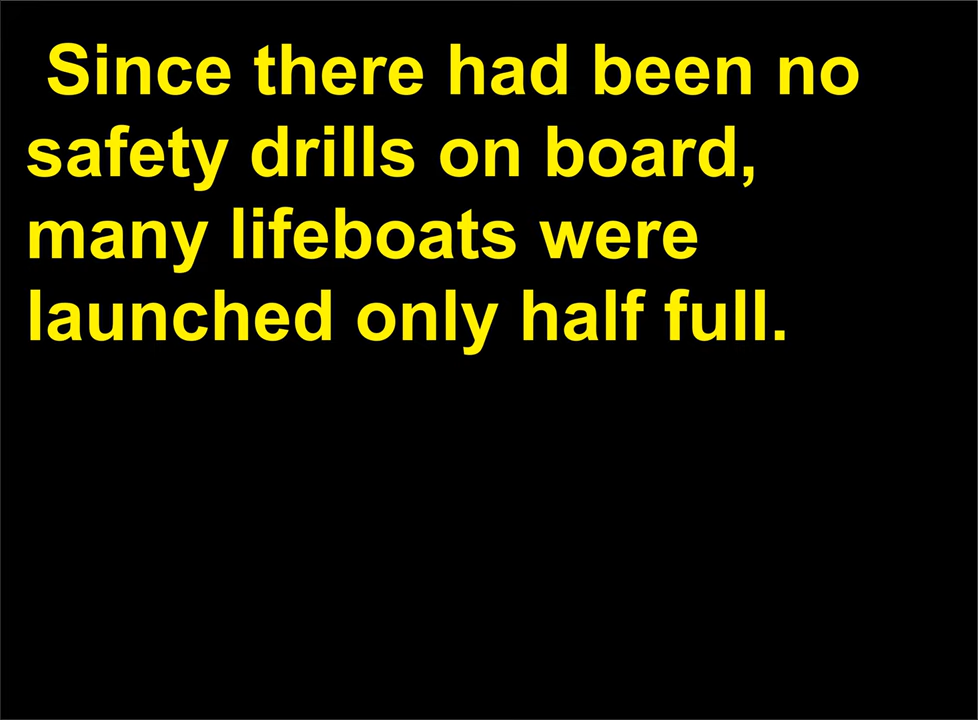 Since there had been no
safety drills on board,
many lifeboats were
launched only half full.